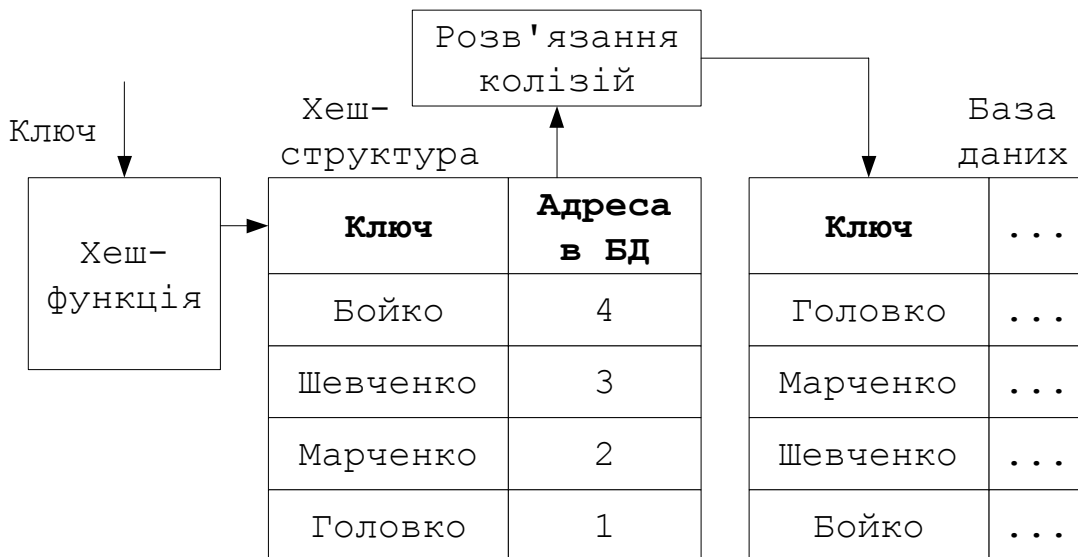 Розв'язання
колізій
Ключ
Хеш-
структура
База
даних
Хеш-
функція
Ключ
Адреса
в БД
Бойко
4
Шевченко
3
Марченко
2
Головко
1
Ключ
...
Головко
...
Марченко
...
Шевченко
...
Бойко
...